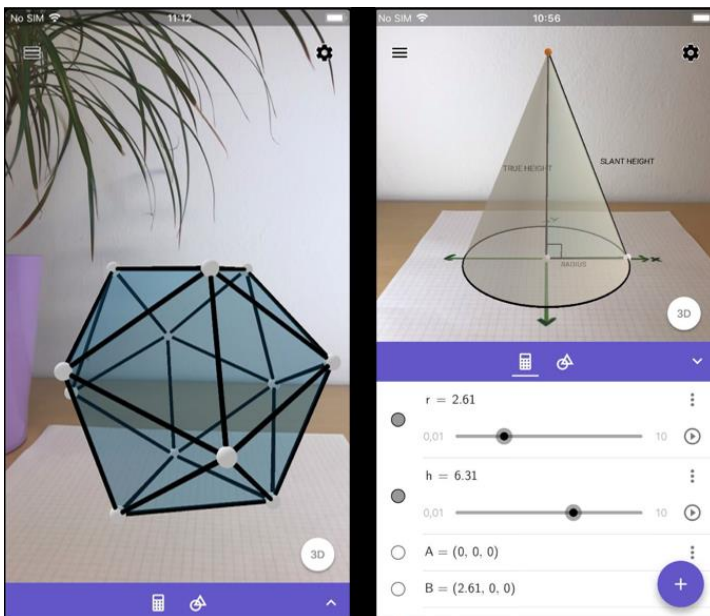 No SIM 11:12
3D
No SIM 10:56
TRUE HEIGHT
SLANT HEIGHT
RADIUS
x
3D
r = 2.61
0,01 10
h = 6.31
0,01 10
A = (0, 0, 0)
B = (2.61, 0, 0)
+